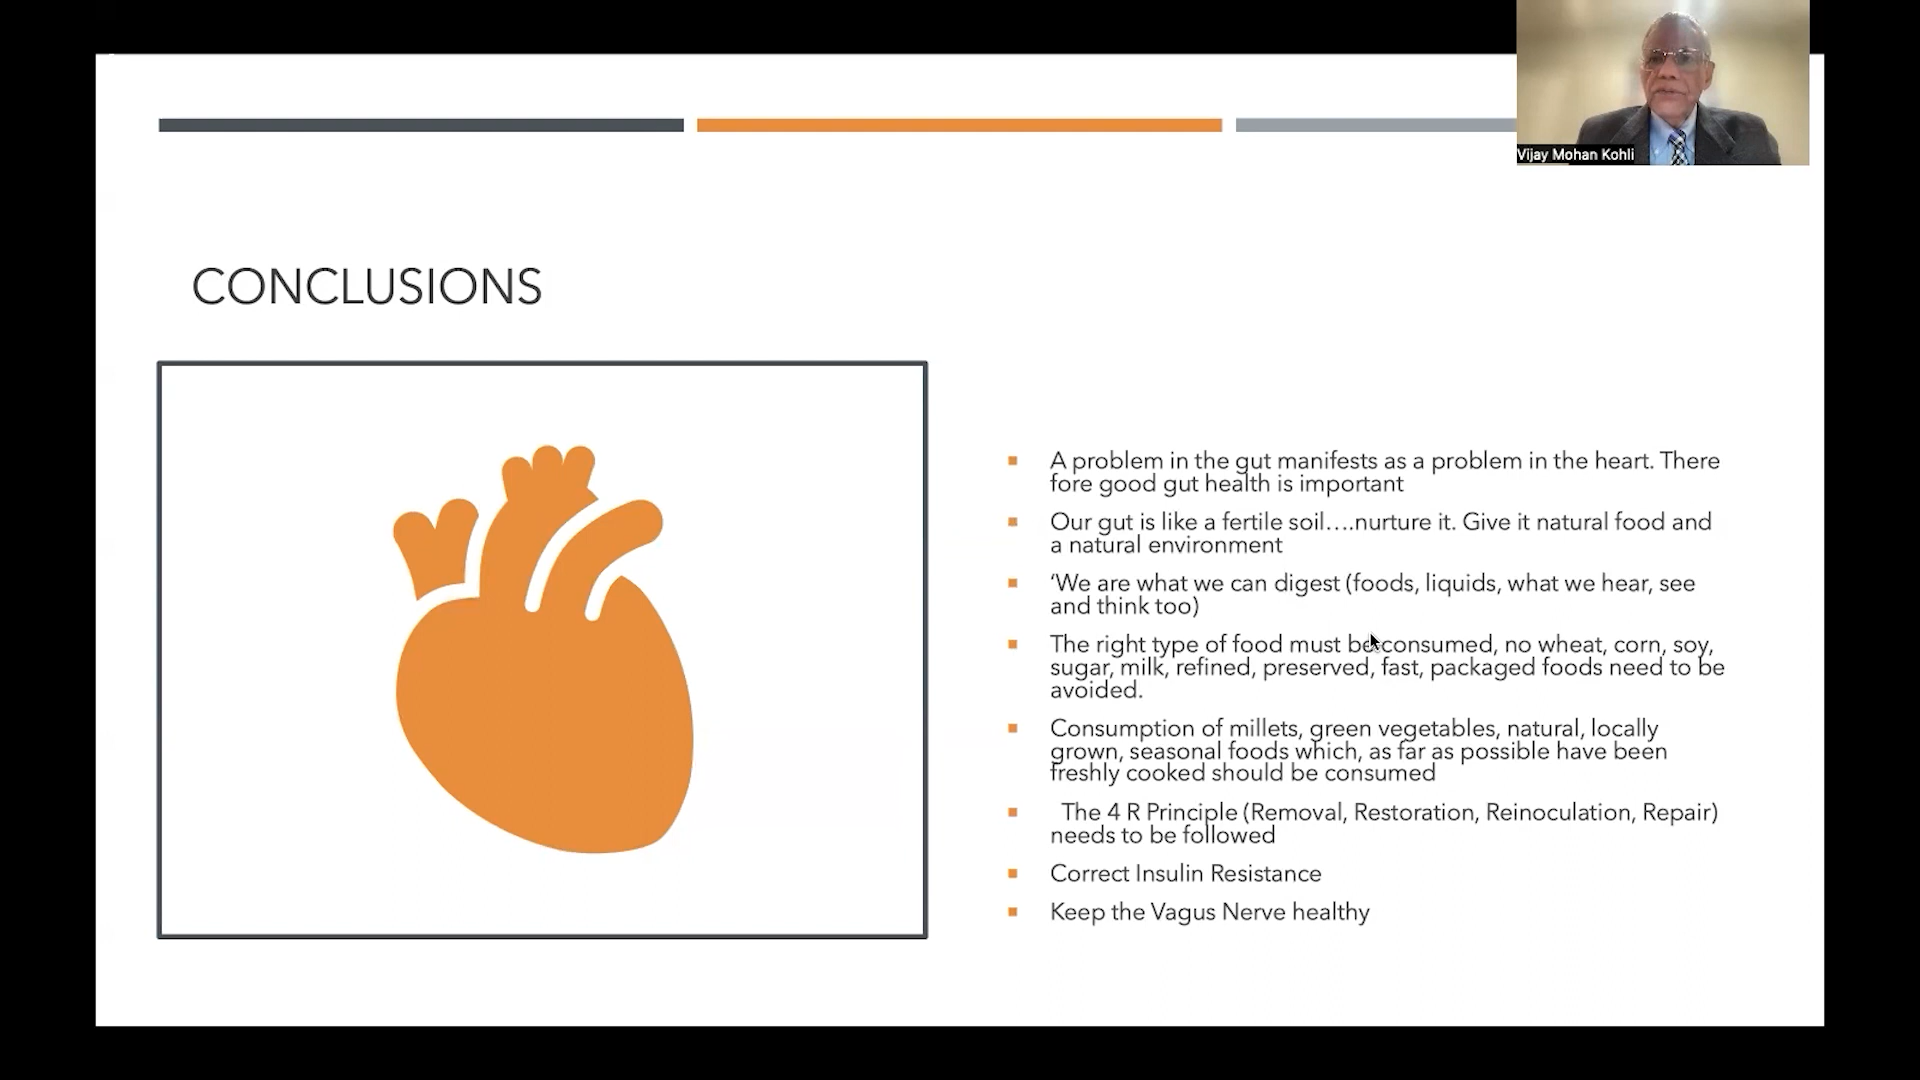 Vijay Mohan Kohli
CONCLUSIONS
A problem in the gut manifests as a problem in the heart. There
fore good gut health is important
Our gut is like a fertile soil....nurture it. Give it natural food and
a natural environment
‘We are what we can digest (foods, liquids, what we hear, see
and think too)
The right type of food must be consumed, no wheat, corn, soy,
sugar, milk, refined, preserved, fast, packaged foods need to be
avoided.
Consumption of millets, green vegetables, natural, locally
grown, seasonal foods which, as far as possible have been
freshly cooked should be consumed
The 4 R Principle (Removal, Restoration, Reinoculation, Repair)
needs to be followed
Correct Insulin Resistance
Keep the Vagus Nerve healthy